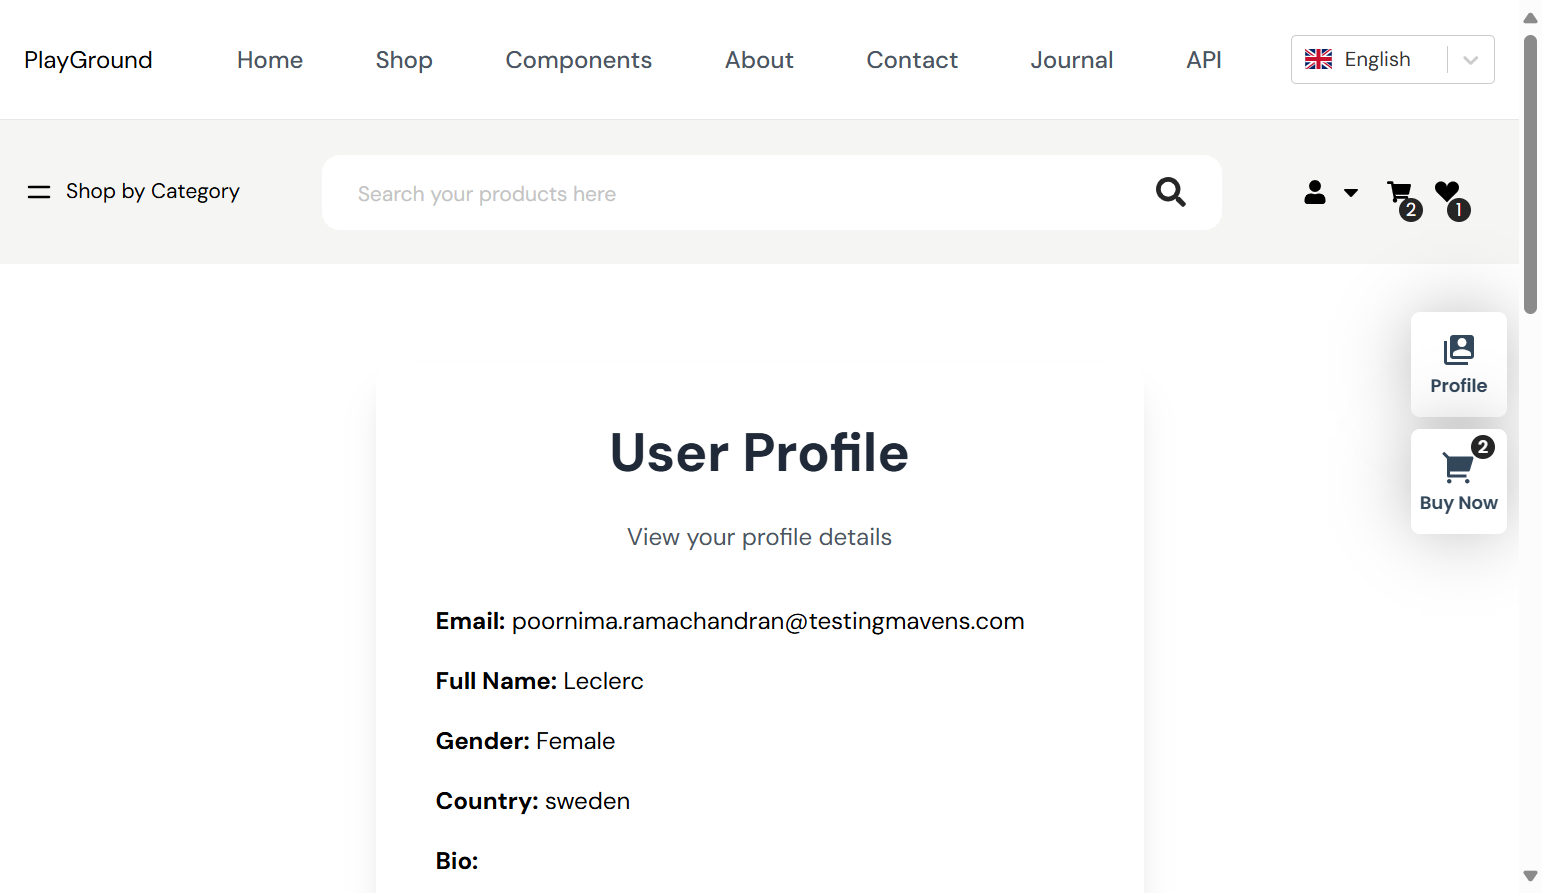 PlayGround Home Shop Components About Contact Journal API English
Shop by Category Search your products here 2 1
Profile
2
Buy Now
User Profile
View your profile details
Email: poornima.ramachandran@testingmavens.com
Full Name: Leclerc
Gender: Female
Country: sweden
Bio: